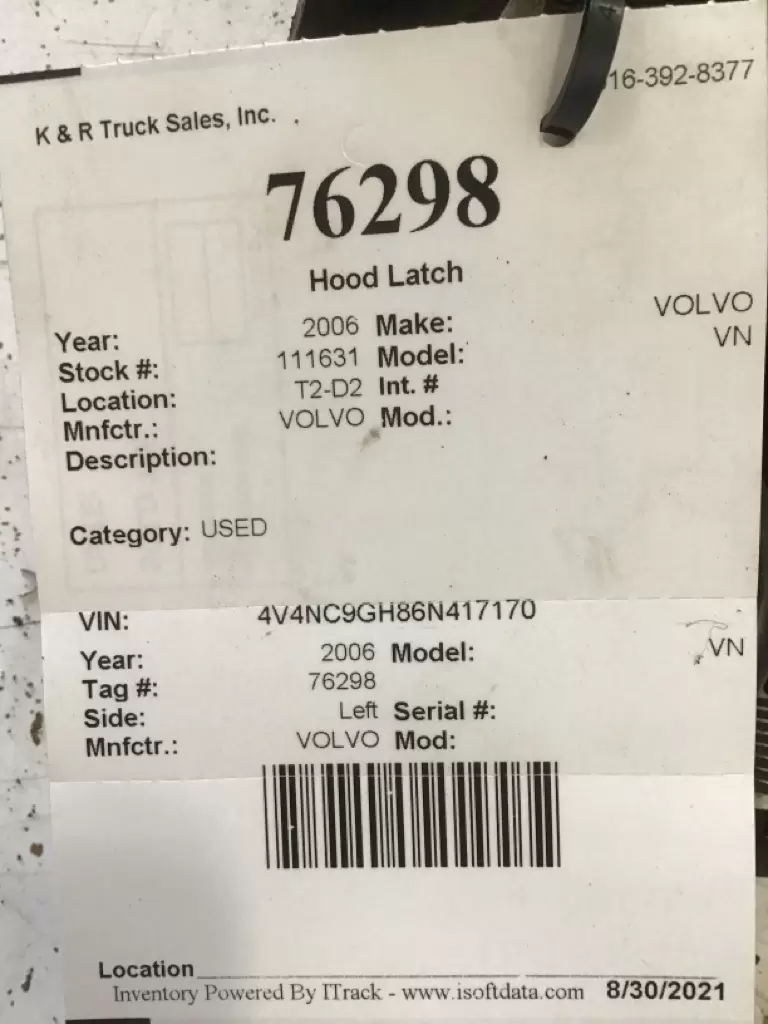 K & R Truck Sales, Inc. 16-392-8377
76298
Hood Latch
Year: 2006 Make: VOLVO
Stock #: 111631 Model: VN
Location: T2-D2 Int. #
Mnfctr.: VOLVO Mod.:
Description:
Category: USED
VIN: 4V4NC9GH86N417170
Year: 2006 Model: VN
Tag #: 76298
Side: Left Serial #:
Mnfctr.: VOLVO Mod:
Location
Inventory Powered By ITrack - www.isoftdata.com 8/30/2021